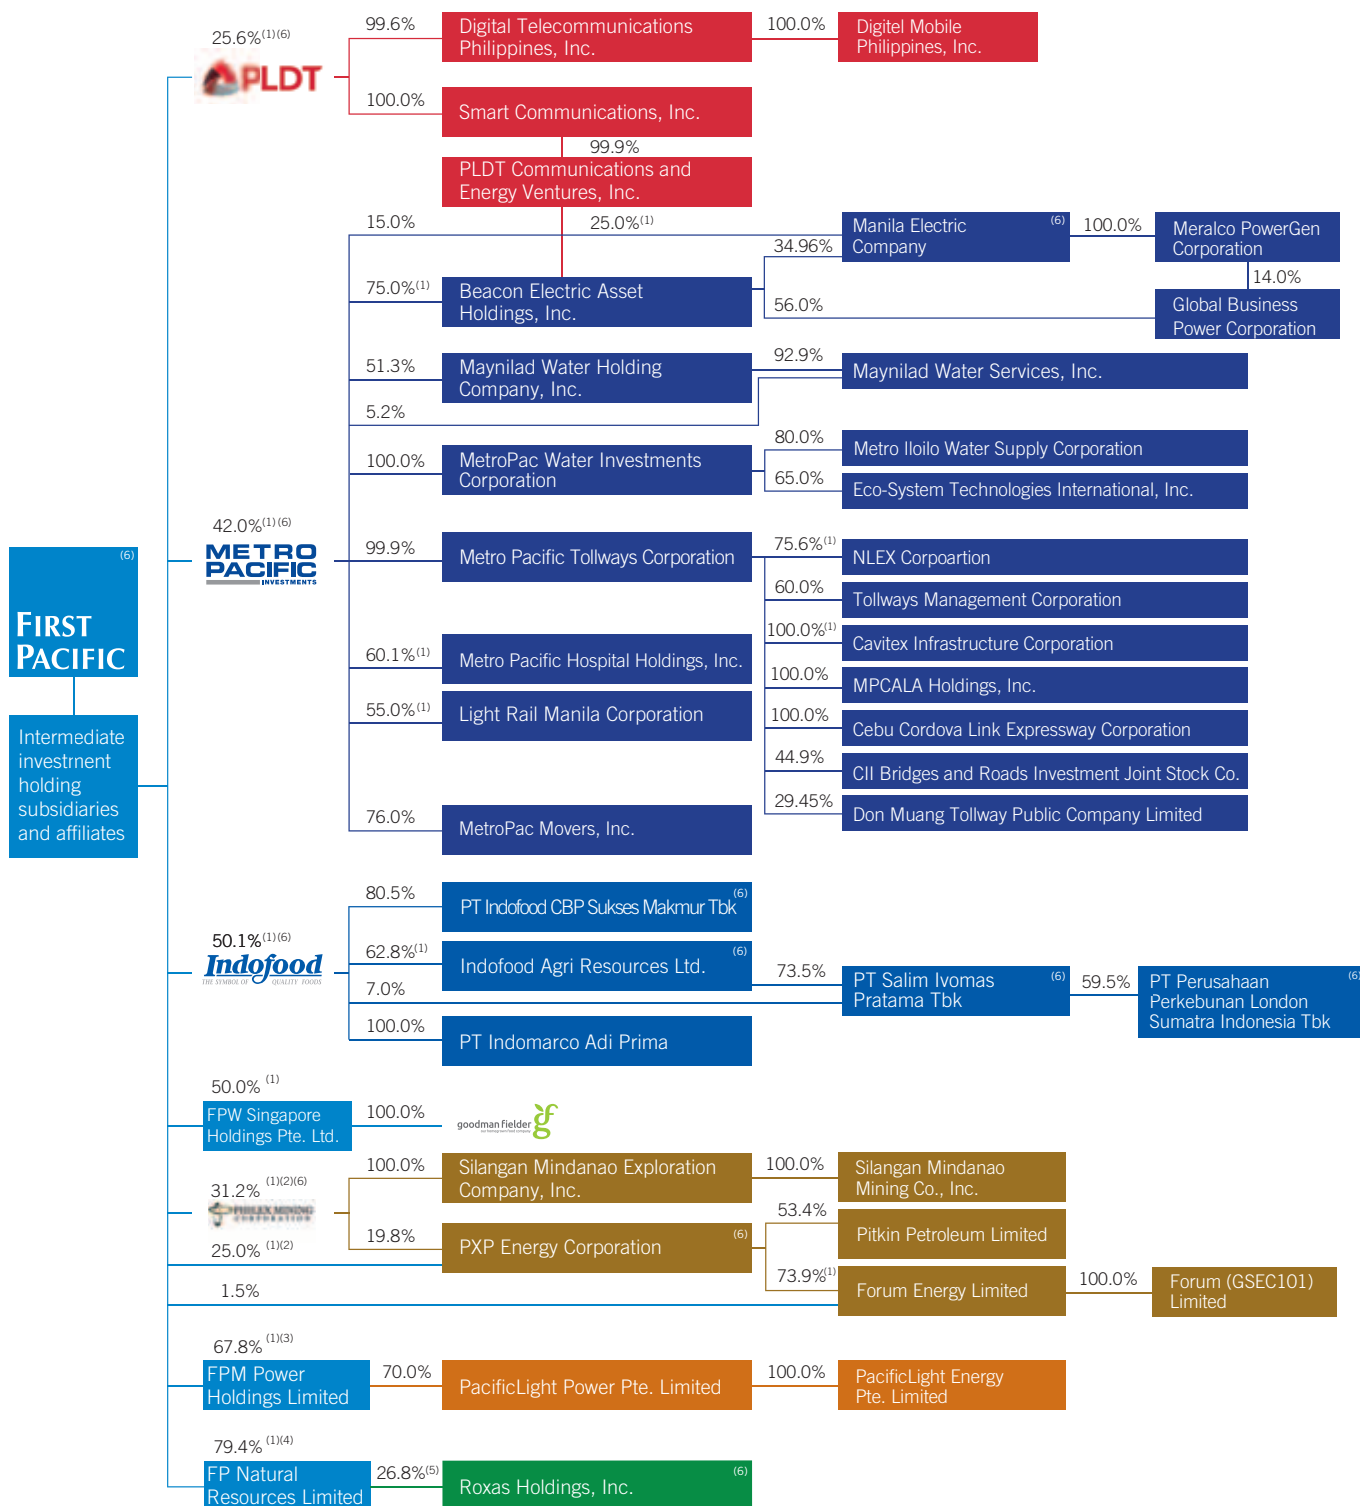 25.6%(1)(6)
PLDT
99.6%
Digital Telecommunications
Philippines, Inc.
100.0%
Digitel Mobile
Philippines, Inc.
100.0%
Smart Communications, Inc.
99.9%
PLDT Communications and
Energy Ventures, Inc.
15.0%
25.0%(1)
Manila Electric
Company
(6)
100.0%
Meralco PowerGen
Corporation
34.96%
14.0%
75.0%(1)
Beacon Electric Asset
Holdings, Inc.
56.0%
Global Business
Power Corporation
51.3%
Maynilad Water Holding
Company, Inc.
92.9%
Maynilad Water Services, Inc.
5.2%
100.0%
MetroPac Water Investments
Corporation
80.0%
Metro Iloilo Water Supply Corporation
65.0%
Eco-System Technologies International, Inc.
42.0%(1)(6)
METRO
PACIFIC
INVESTMENTS
99.9%
Metro Pacific Tollways Corporation
75.6%(1)
NLEX Corpoartion
60.0%
Tollways Management Corporation
100.0%(1)
Cavitex Infrastructure Corporation
100.0%
MPCALA Holdings, Inc.
100.0%
Cebu Cordova Link Expressway Corporation
44.9%
CII Bridges and Roads Investment Joint Stock Co.
29.45%
Don Muang Tollway Public Company Limited
60.1%(1)
Metro Pacific Hospital Holdings, Inc.
55.0%(1)
Light Rail Manila Corporation
76.0%
MetroPac Movers, Inc.
(6)
FIRST
PACIFIC
Intermediate
investment
holding
subsidiaries
and affiliates
50.1%(1)(6)
Indofood
THE SYMBOL OF QUALITY FOODS
80.5%
PT Indofood CBP Sukses Makmur Tbk
(6)
62.8%(1)
Indofood Agri Resources Ltd.
(6)
73.5%
PT Salim Ivomas
Pratama Tbk
(6)
59.5%
PT Perusahaan
Perkebunan London
Sumatra Indonesia Tbk
(6)
7.0%
100.0%
PT Indomarco Adi Prima
50.0% (1)
FPW Singapore
Holdings Pte. Ltd.
100.0%
goodman fielder
our homegrown food company
gf
31.2% (1)(2)(6)
PHILEX MINING
CORPORATION
100.0%
Silangan Mindanao Exploration
Company, Inc.
100.0%
Silangan Mindanao
Mining Co., Inc.
19.8%
PXP Energy Corporation
(6)
53.4%
Pitkin Petroleum Limited
25.0% (1)(2)
73.9%(1)
Forum Energy Limited
100.0%
Forum (GSEC101)
Limited
1.5%
67.8% (1)(3)
FPM Power
Holdings Limited
70.0%
PacificLight Power Pte. Limited
100.0%
PacificLight Energy
Pte. Limited
79.4% (1)(4)
FP Natural
Resources Limited
26.8%(5)
Roxas Holdings, Inc.
(6)